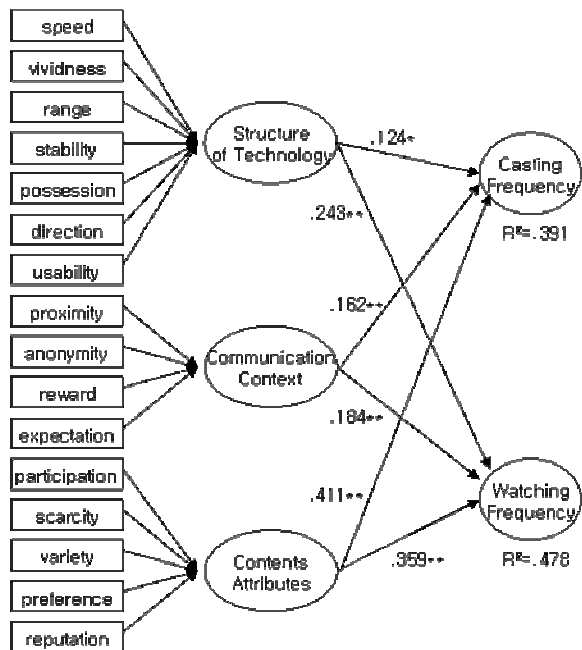 speed
vividness
range
stability
possession
direction
usability
proximity
anonymity
reward
expectation
participation
scarcity
variety
preference
reputation
Structure
of Technology
Communication
Context
Contents
Attributes
.124*
.243**
.162**
.184**
.411**
.359**
Casting
Frequency
R²=.391
Watching
Frequency
R²=.478